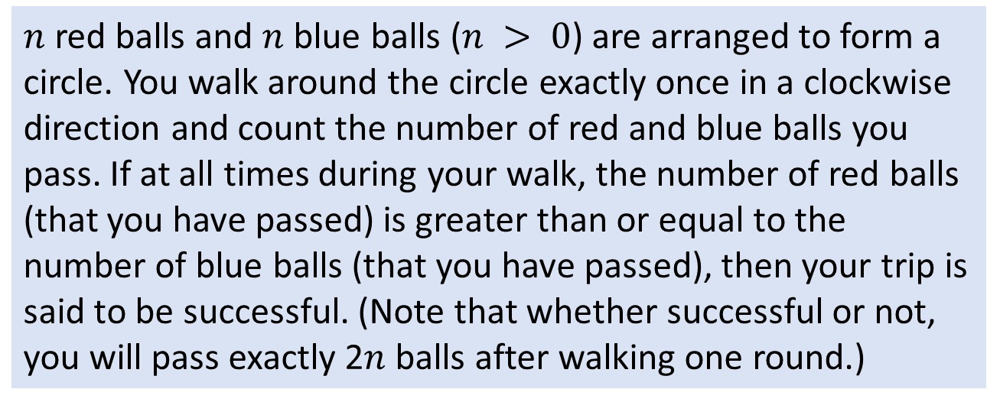 n red balls and n blue balls (n > 0) are arranged to form a
circle. You walk around the circle exactly once in a clockwise
direction and count the number of red and blue balls you
pass. If at all times during your walk, the number of red balls
(that you have passed) is greater than or equal to the
number of blue balls (that you have passed), then your trip is
said to be successful. (Note that whether successful or not,
you will pass exactly 2n balls after walking one round.)